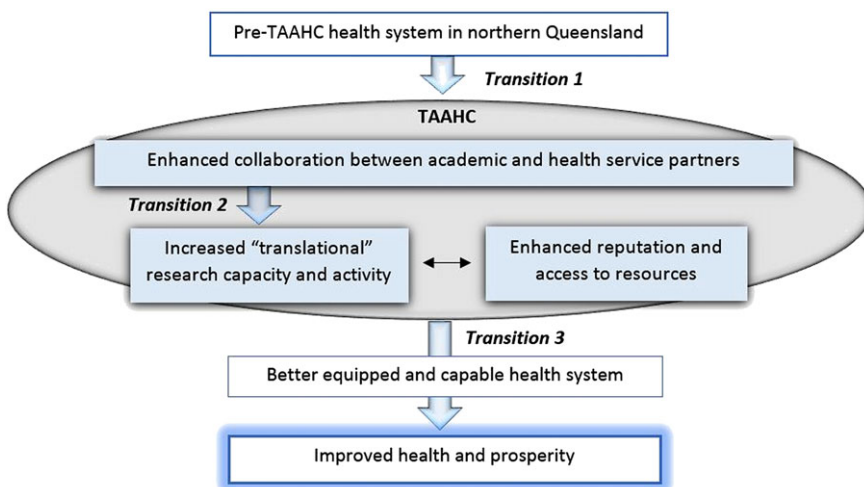 Pre-TAAHC health system in northern Queensland
Transition 1
TAAHC
Enhanced collaboration between academic and health service partners
Transition 2
Increased “translational”
research capacity and activity
Enhanced reputation and
access to resources
Transition 3
Better equipped and capable health system
Improved health and prosperity